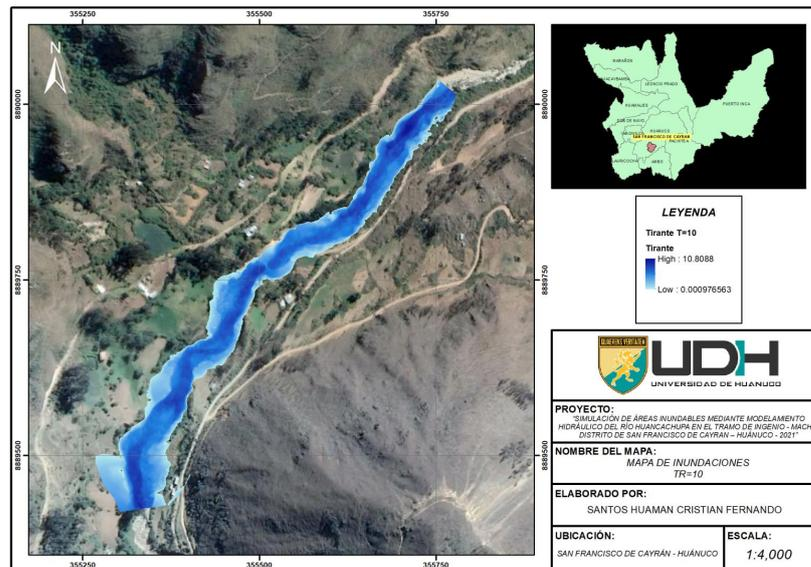 355250 355500 355750
N
8890000 8890000
8889750 8889750
8889500 8889500
355250 355500 355750
MARAÑON
HUACAYBAMBA
LEONCIO PRADO
PUERTO INCA
HUAMALIES
DOS DE MAYO
HUANUCO
SAN FRANCISCO DE CAYRAN
PACHITEA
LAURICOCHA
AMBO
LEYENDA
Tirante T=10
Tirante
High : 10.8088
Low : 0.000976563
UDH
UNIVERSIDAD DE HUANUCO
PROYECTO:
"SIMULACIÓN DE ÁREAS INUNDABLES MEDIANTE MODELAMIENTO
HIDRÁULICO DEL RÍO HUANCACHUPA EN EL TRAMO DE INGENIO - MACH
DISTRITO DE SAN FRANCISCO DE CAYRAN – HUÁNUCO - 2021"
NOMBRE DEL MAPA:
MAPA DE INUNDACIONES
TR=10
ELABORADO POR:
SANTOS HUAMAN CRISTIAN FERNANDO
UBICACIÓN:
SAN FRANCISCO DE CAYRÁN - HUÁNUCO
ESCALA:
1:4,000